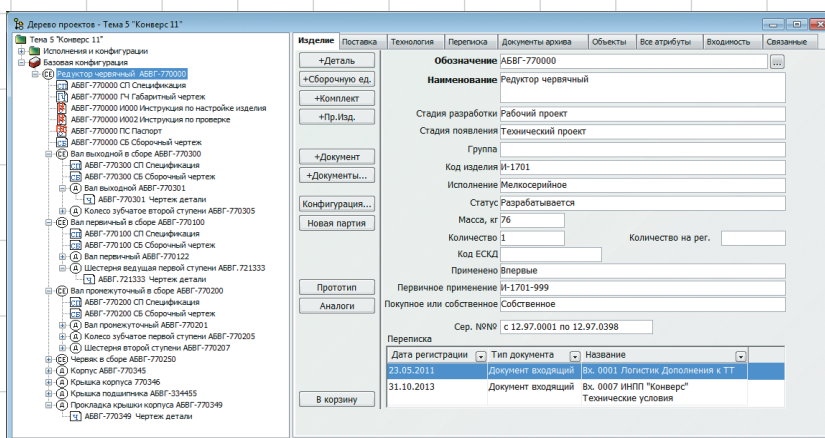 Дерево проектов - Тема 5 "Конверс 11"
Тема 5 "Конверс 11"
Исполнения и конфигурации
Базовая конфигурация
СЕ Редуктор червячный АБВГ-770000
СП АБВГ-770000 СП Спецификация
АБВГ-770000 ГЧ Габаритный чертеж
АБВГ-770000 И000 Инструкция по настройке изделия
АБВГ-770000 И002 Инструкция по проверке
АБВГ-770000 ПС Паспорт
СБ АБВГ-770000 СБ Сборочный чертеж
СЕ Вал выходной в сборе АБВГ-770300
СП АБВГ-770300 СП Спецификация
СБ АБВГ-770300 СБ Сборочный чертеж
Д Вал выходной АБВГ-770301
Ч АБВГ-770301 Чертеж детали
Д Колесо зубчатое второй ступени АБВГ-770305
СЕ Вал первичный в сборе АБВГ-770100
СП АБВГ-770100 СП Спецификация
СБ АБВГ-770100 СБ Сборочный чертеж
Д Вал первичный АБВГ-770122
Д Шестерня ведущая первой ступени АБВГ.721333
Ч АБВГ.721333 Чертеж детали
СЕ Вал промежуточный в сборе АБВГ-770200
СП АБВГ-770200 СП Спецификация
СБ АБВГ-770200 СБ Сборочный чертеж
Д Вал промежуточный АБВГ-770201
Д Колесо зубчатое первой ступени АБВГ-770205
Д Шестерня второй ступени АБВГ-770207
СЕ Червяк в сборе АБВГ-770250
Д Корпус АБВГ-770345
Д Крышка корпуса 770346
Д Крышка подшипника АБВГ-334455
Д Прокладка крышки корпуса АБВГ-770349
Ч АБВГ-770349 Чертеж детали
Изделие Поставка Технология Переписка Документы архива Объекты Все атрибуты Входимость Связанные
+Деталь
+Сборочную ед.
+Комплект
+Пр.Изд.
+Документ
+Документы...
Конфигурация...
Новая партия
Прототип
Аналоги
В корзину
Обозначение АБВГ-770000 ...
Наименование Редуктор червячный
Стадия разработки Рабочий проект
Стадия появления Технический проект
Группа
Код изделия И-1701
Исполнение Мелкосерийное
Статус Разрабатывается
Масса, кг 76
Количество 1 Количество на рег.
Код ЕСКД
Применено Впервые
Первичное применение И-1701-999
Покупное или собственное Собственное
Сер. №№ с 12.97.0001 по 12.97.0398
Переписка
Дата регистрации Тип документа Название
23.05.2011 Документ входящий Вх. 0001 Логистик Дополнения к ТТ
31.10.2013 Документ входящий Вх. 0007 ИНПП "Конверс"
Технические условия